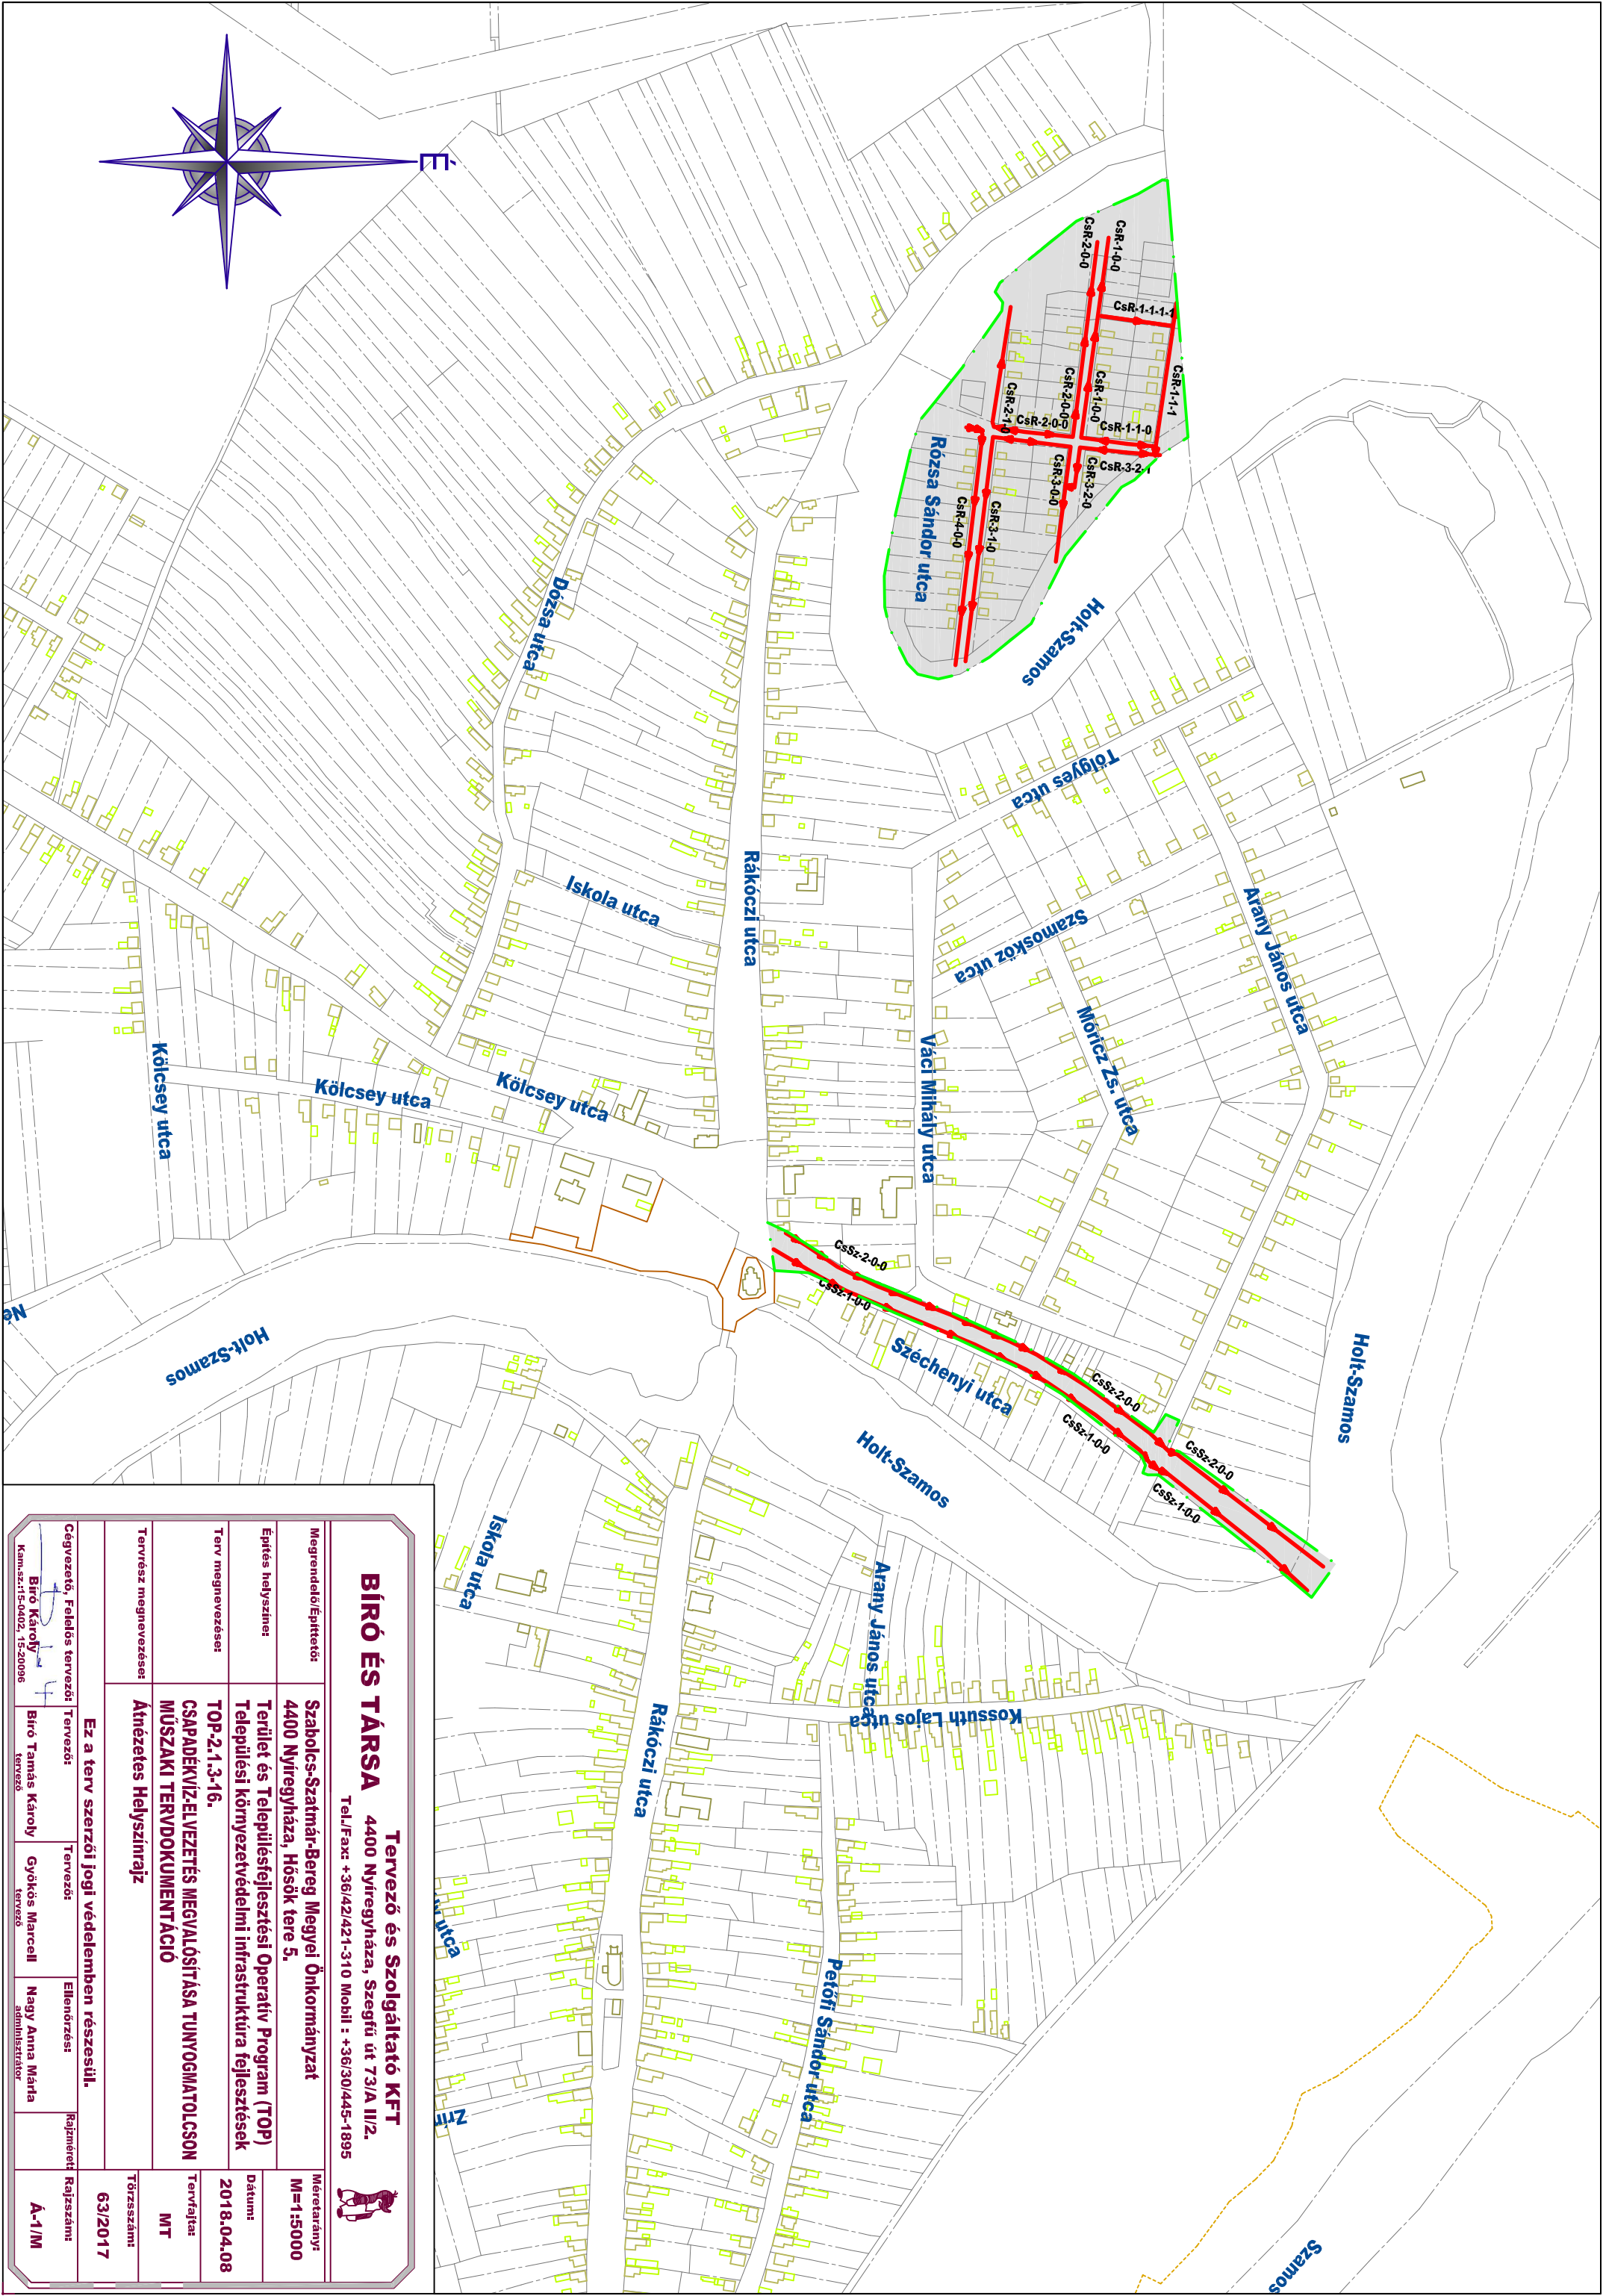 É
CsR-2-0-0
CsR-1-0-0
CsR-1-1-1-1
CsR-1-1-1
CsR-2-0-0
CsR-1-0-0
CsR-2-1-0
CsR-2-0-0
CsR-1-1-0
CsR-3-2-1
CsR-3-0-0
CsR-3-2-0
CsR-4-0-0
CsR-3-1-0
Rózsa Sándor utca
Holt-Szamos
Dózsa utca
Tölgyes utca
Iskola utca
Rákóczi utca
Szamosköz utca
Arany János utca
Móricz Zs. utca
Váci Mihály utca
Kölcsey utca
Kölcsey utca
Kölcsey utca
CsSz-2-0-0
CsSz-1-0-0
Széchenyi utca
CsSz-2-0-0
CsSz-1-0-0
CsSz-2-0-0
CsSz-1-0-0
Holt-Szamos
Holt-Szamos
Holt-Szamos
Iskola utca
Arany János utca
Kossuth Lajos utca
Rákóczi utca
Petőfi Sándor utca
utca
Szamos
BÍRÓ ÉS TÁRSA
Tervező és Szolgáltató KFT
4400 Nyíregyháza, Szegfű út 73/A II/2.
Tel./Fax: +36/42/421-310 Mobil : +36/30/445-1895
Megrendelő/Építtető:
Szabolcs-Szatmár-Bereg Megyei Önkormányzat
4400 Nyíregyháza, Hősök tere 5.
Méretarány:
M=1:5000
Építés helyszíne:
Terület és Településfejlesztési Operatív Program (TOP)
Települési környezetvédelmi infrastruktúra fejlesztések
Dátum:
2018.04.08
Terv megnevezése:
TOP-2.1.3-16.
CSAPADÉKVÍZ-ELVEZETÉS MEGVALÓSÍTÁSA TUNYOGMATOLCSON
MŰSZAKI TERVDOKUMENTÁCIÓ
Tervfajta:
MT
Tervrész megnevezése:
Átnézetes Helyszínrajz
Törzsszám:
63/2017
Ez a terv szerzői jogi védelemben részesül.
Cégvezető, Felelős tervező:
Bíró Károly
Kam.sz.:15-0402, 15-20096
Tervező:
Bíró Tamás Károly
tervező
Tervező:
Gyökös Marcell
tervező
Ellenőrzés:
Nagy Anna Mária
adminisztrátor
Rajzméret:
Rajzszám:
Á-1/M